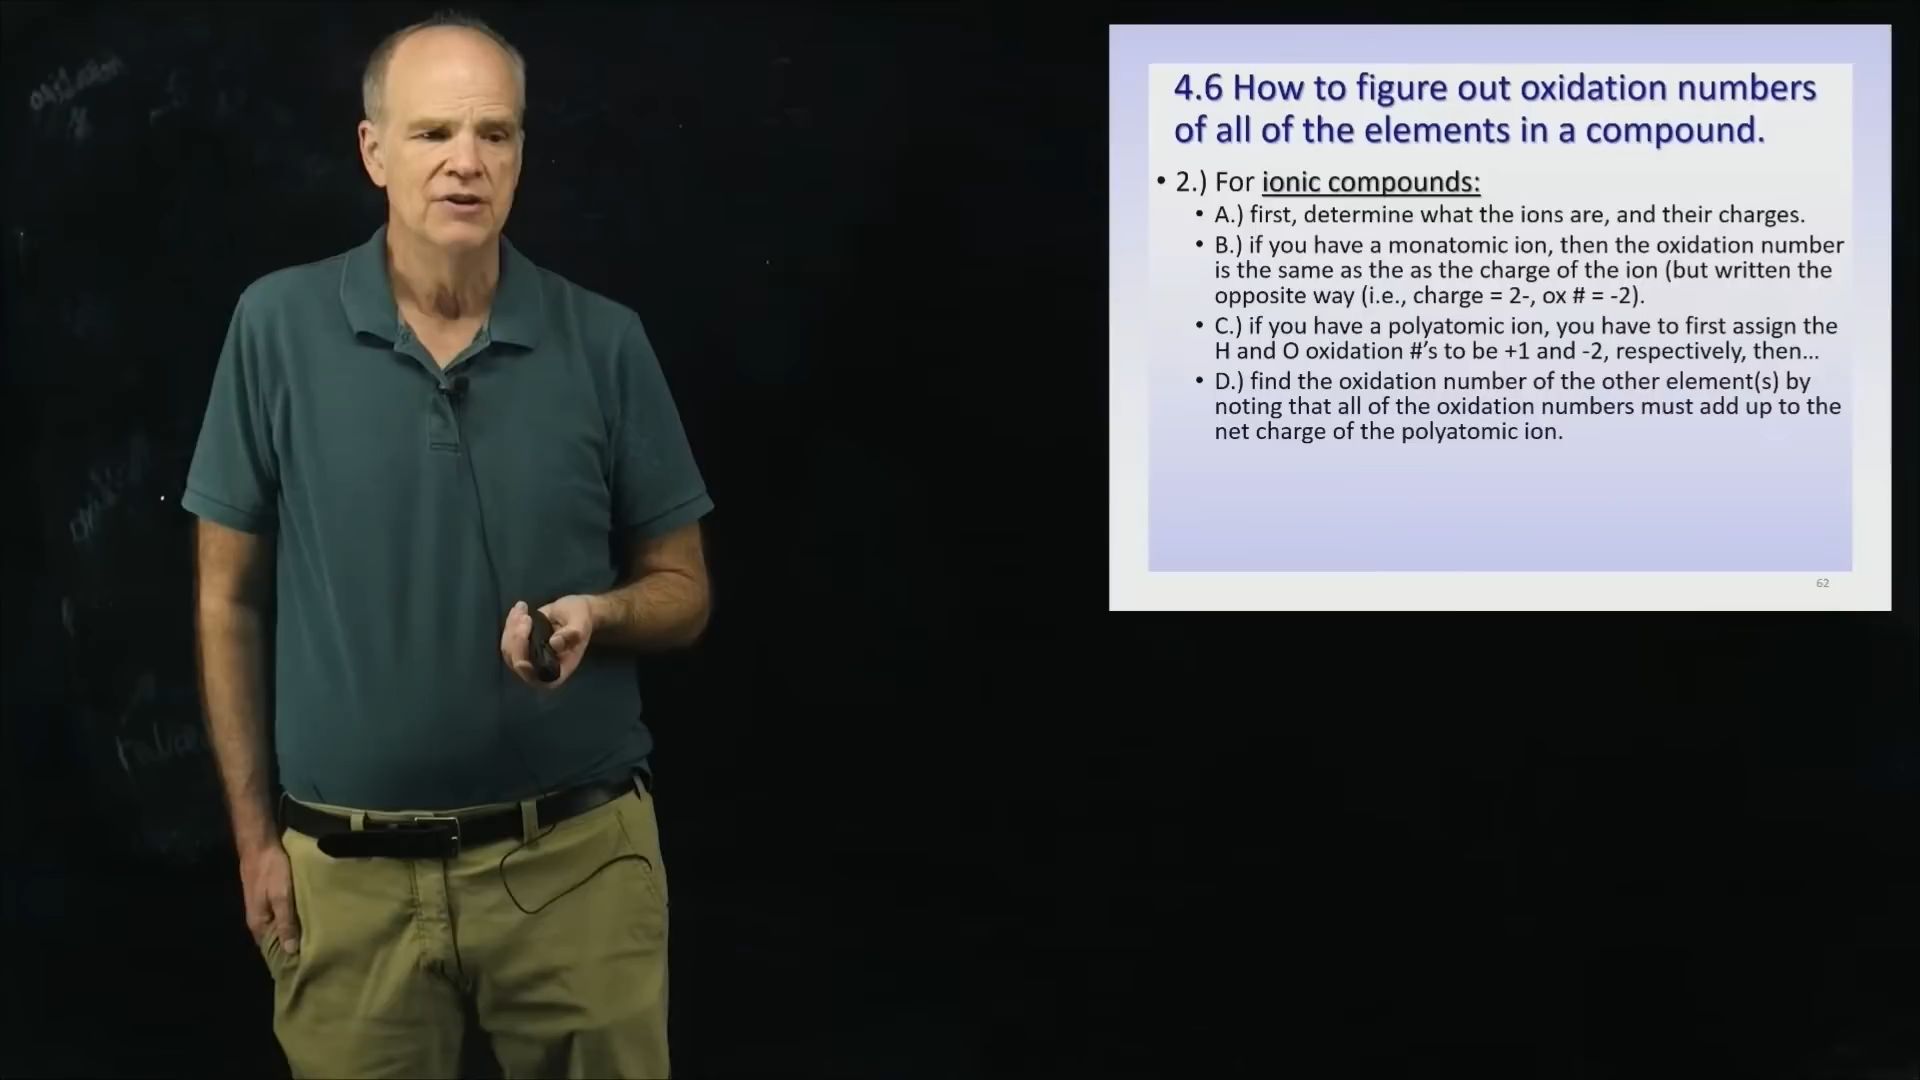 oxidation
4.6 How to figure out oxidation numbers
of all of the elements in a compound.
• 2.) For ionic compounds:
• A.) first, determine what the ions are, and their charges.
• B.) if you have a monatomic ion, then the oxidation number
is the same as the as the charge of the ion (but written the
opposite way (i.e., charge = 2-, ox # = -2).
• C.) if you have a polyatomic ion, you have to first assign the
H and O oxidation #’s to be +1 and -2, respectively, then...
• D.) find the oxidation number of the other element(s) by
noting that all of the oxidation numbers must add up to the
net charge of the polyatomic ion.
62